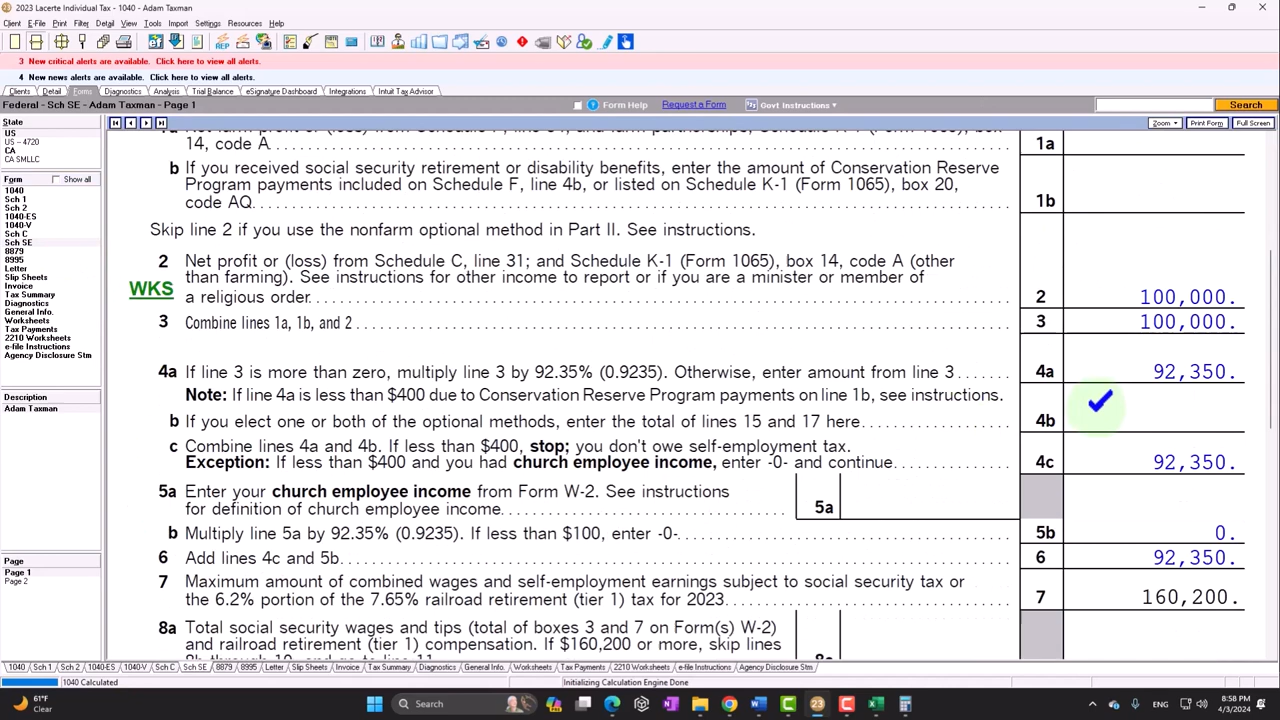 2023 Lacerte Individual Tax - 1040 - Adam Taxman
Client E-File Print Filter Detail View Tools Import Settings Resources Help
3 New critical alerts are available. Click here to view all alerts.
4 New news alerts are available. Click here to view all alerts.
Clients Detail Forms Diagnostics Analysis Trial Balance eSignature Dashboard Integrations Intuit Tax Advisor
Federal - Sch SE - Adam Taxman - Page 1
Form Help Request a Form Govt Instructions Search
Zoom Print Form Full Screen
State
US
US – 4720
CA
CA SMLLC
Form Show all
1040
Sch 1
Sch 2
1040-ES
1040-V
Sch C
Sch SE
8879
8995
Letter
Slip Sheets
Invoice
Tax Summary
Diagnostics
General Info.
Worksheets
Tax Payments
2210 Worksheets
e-file Instructions
Agency Disclosure Stm
Description
Adam Taxman
Page
Page 1
Page 2
14, code A 1a
b If you received social security retirement or disability benefits, enter the amount of Conservation Reserve
Program payments included on Schedule F, line 4b, or listed on Schedule K-1 (Form 1065), box 20,
code AQ 1b
Skip line 2 if you use the nonfarm optional method in Part II. See instructions.
2 Net profit or (loss) from Schedule C, line 31; and Schedule K-1 (Form 1065), box 14, code A (other
than farming). See instructions for other income to report or if you are a minister or member of
WKS a religious order 2 100,000.
3 Combine lines 1a, 1b, and 2 3 100,000.
4a If line 3 is more than zero, multiply line 3 by 92.35% (0.9235). Otherwise, enter amount from line 3 4a 92,350.
Note: If line 4a is less than $400 due to Conservation Reserve Program payments on line 1b, see instructions.
b If you elect one or both of the optional methods, enter the total of lines 15 and 17 here 4b
c Combine lines 4a and 4b. If less than $400, stop; you don't owe self-employment tax.
Exception: If less than $400 and you had church employee income, enter -0- and continue 4c 92,350.
5a Enter your church employee income from Form W-2. See instructions
for definition of church employee income 5a
b Multiply line 5a by 92.35% (0.9235). If less than $100, enter -0- 5b 0.
6 Add lines 4c and 5b 6 92,350.
7 Maximum amount of combined wages and self-employment earnings subject to social security tax or
the 6.2% portion of the 7.65% railroad retirement (tier 1) tax for 2023 7 160,200.
8a Total social security wages and tips (total of boxes 3 and 7 on Form(s) W-2)
and railroad retirement (tier 1) compensation. If $160,200 or more, skip lines
1040 Sch 1 Sch 2 1040-ES 1040-V Sch C Sch SE 8879 8995 Letter Slip Sheets Invoice Tax Summary Diagnostics General Info. Worksheets Tax Payments 2210 Worksheets e-file Instructions Agency Disclosure Stm
1040 Calculated Initializing Calculation Engine Done
61°F
Clear
Search
8:58 PM
4/3/2024